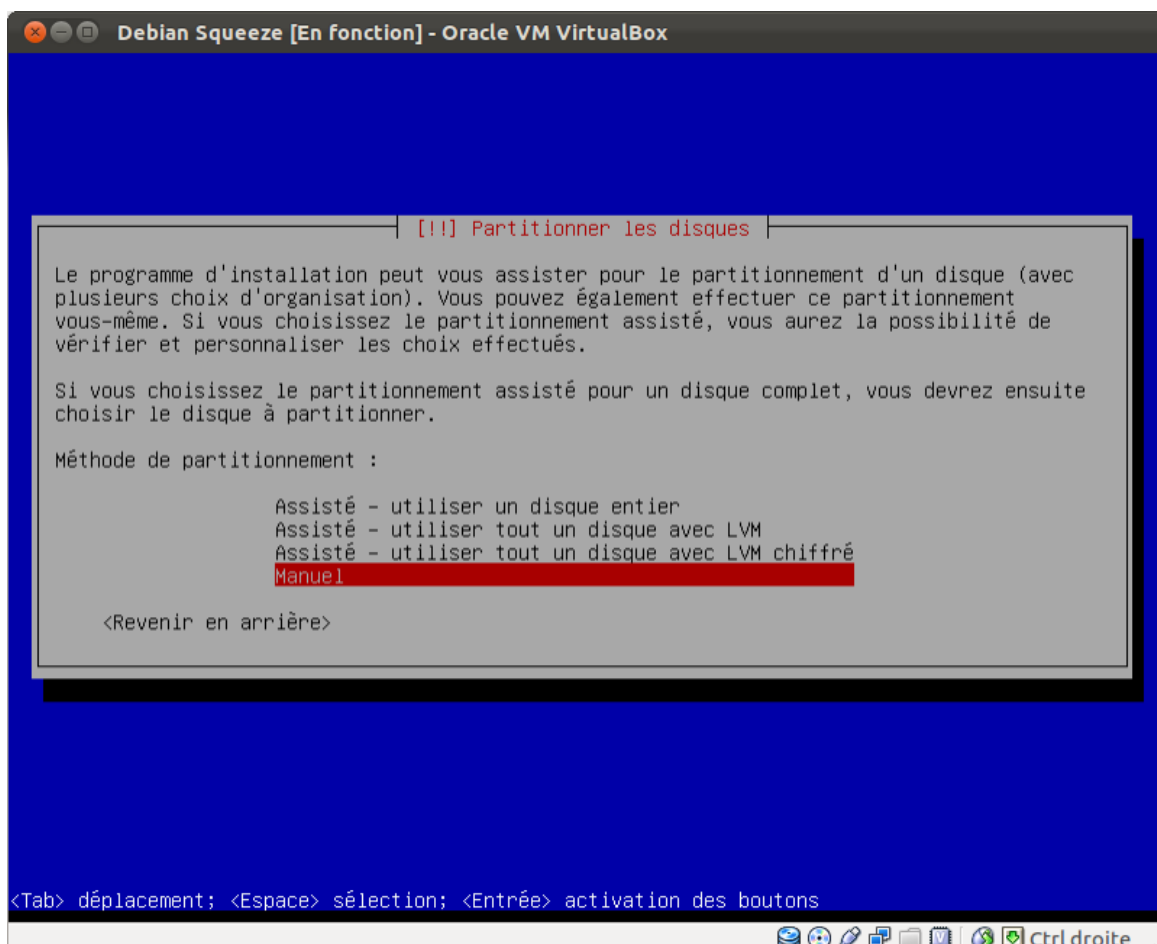 Debian Squeeze [En fonction] - Oracle VM VirtualBox
[!!] Partitionner les disques
Le programme d'installation peut vous assister pour le partitionnement d'un disque (avec
plusieurs choix d'organisation). Vous pouvez également effectuer ce partitionnement
vous-même. Si vous choisissez le partitionnement assisté, vous aurez la possibilité de
vérifier et personnaliser les choix effectués.
Si vous choisissez le partitionnement assisté pour un disque complet, vous devrez ensuite
choisir le disque à partitionner.
Méthode de partitionnement :
Assisté - utiliser un disque entier
Assisté - utiliser tout un disque avec LVM
Assisté - utiliser tout un disque avec LVM chiffré
Manuel
<Revenir en arrière>
<Tab> déplacement; <Espace> sélection; <Entrée> activation des boutons
Ctrl droite